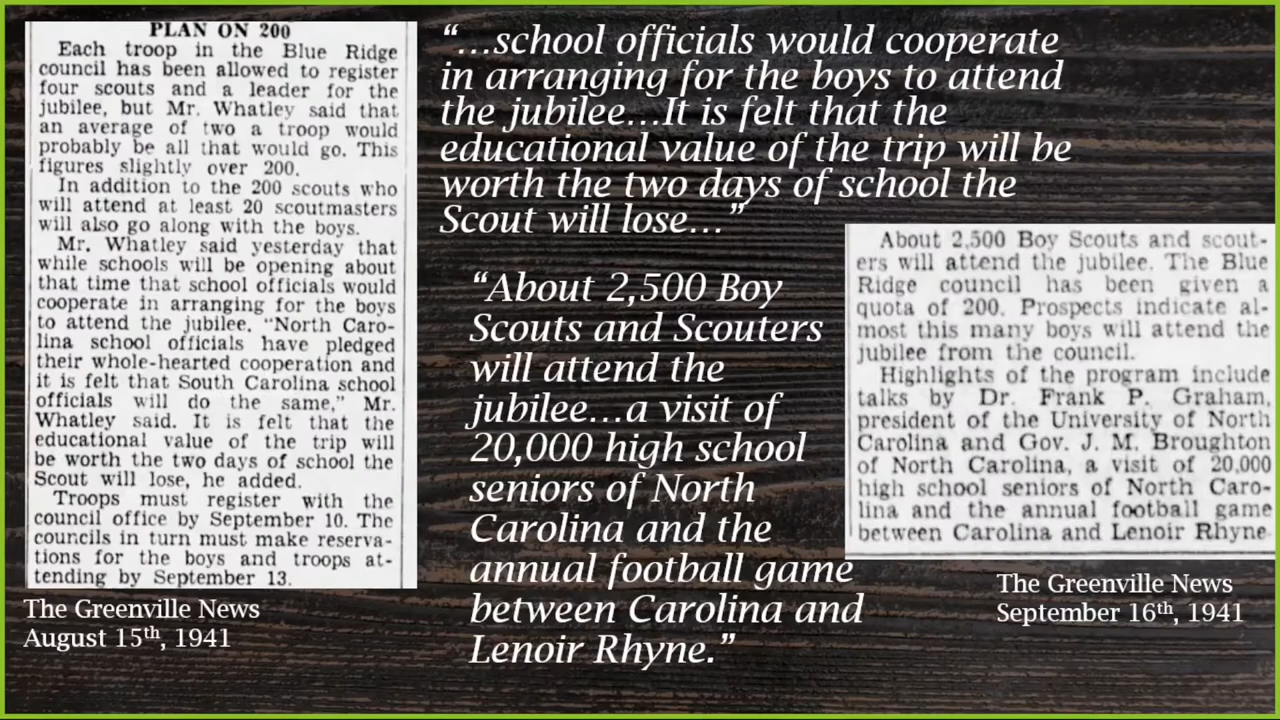 PLAN ON 200
Each troop in the Blue Ridge
council has been allowed to register
four scouts and a leader for the
jubilee, but Mr. Whatley said that
an average of two a troop would
probably be all that would go. This
figures slightly over 200.
In addition to the 200 scouts who
will attend at least 20 scoutmasters
will also go along with the boys.
Mr. Whatley said yesterday that
while schools will be opening about
that time that school officials would
cooperate in arranging for the boys
to attend the jubilee. "North Caro-
lina school officials have pledged
their whole-hearted cooperation and
it is felt that South Carolina school
officials will do the same," Mr.
Whatley said. It is felt that the
educational value of the trip will
be worth the two days of school the
Scout will lose, he added.
Troops must register with the
council office by September 10. The
councils in turn must make reserva-
tions for the boys and troops at-
tending by September 13.
The Greenville News
August 15th, 1941
“…school officials would cooperate
in arranging for the boys to attend
the jubilee…It is felt that the
educational value of the trip will be
worth the two days of school the
Scout will lose…”
“About 2,500 Boy
Scouts and Scouters
will attend the
jubilee…a visit of
20,000 high school
seniors of North
Carolina and the
annual football game
between Carolina and
Lenoir Rhyne.”
About 2,500 Boy Scouts and scout-
ers will attend the jubilee. The Blue
Ridge council has been given a
quota of 200. Prospects indicate al-
most this many boys will attend the
jubilee from the council.
Highlights of the program include
talks by Dr. Frank P. Graham,
president of the University of North
Carolina and Gov. J. M. Broughton
of North Carolina, a visit of 20,000
high school seniors of North Caro-
lina and the annual football game
between Carolina and Lenoir Rhyne
The Greenville News
September 16th, 1941